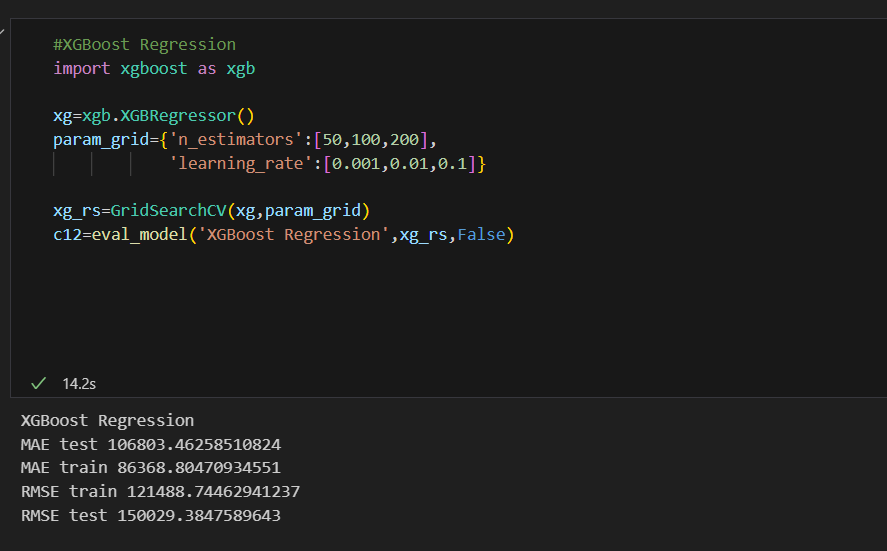 #XGBoost Regression
import xgboost as xgb
xg=xgb.XGBRegressor()
param_grid={'n_estimators':[50,100,200],
'learning_rate':[0.001,0.01,0.1]}
xg_rs=GridSearchCV(xg,param_grid)
c12=eval_model('XGBoost Regression',xg_rs,False)
14.2s
XGBoost Regression
MAE test 106803.46258510824
MAE train 86368.80470934551
RMSE train 121488.74462941237
RMSE test 150029.3847589643